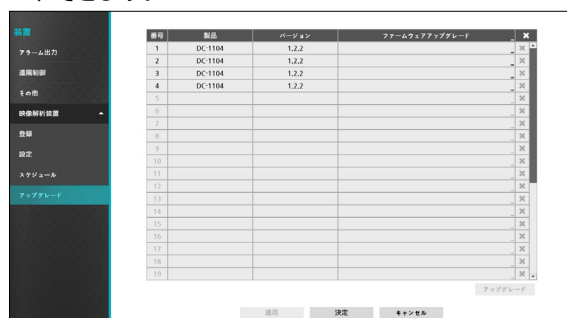 装置
アラーム出力
遠隔制御
その他
映像解析装置
登録
設定
スケジュール
アップグレード
番号 製品 バージョン ファームウェアアップグレード ... ✖
1 DC-1104 1.2.2 ... ✖
2 DC-1104 1.2.2 ... ✖
3 DC-1104 1.2.2 ... ✖
4 DC-1104 1.2.2 ... ✖
5 ... ✖
6 ... ✖
7 ... ✖
8 ... ✖
9 ... ✖
10 ... ✖
11 ... ✖
12 ... ✖
13 ... ✖
14 ... ✖
15 ... ✖
16 ... ✖
17 ... ✖
18 ... ✖
19 ... ✖
アップグレード
適用 決定 キャンセル